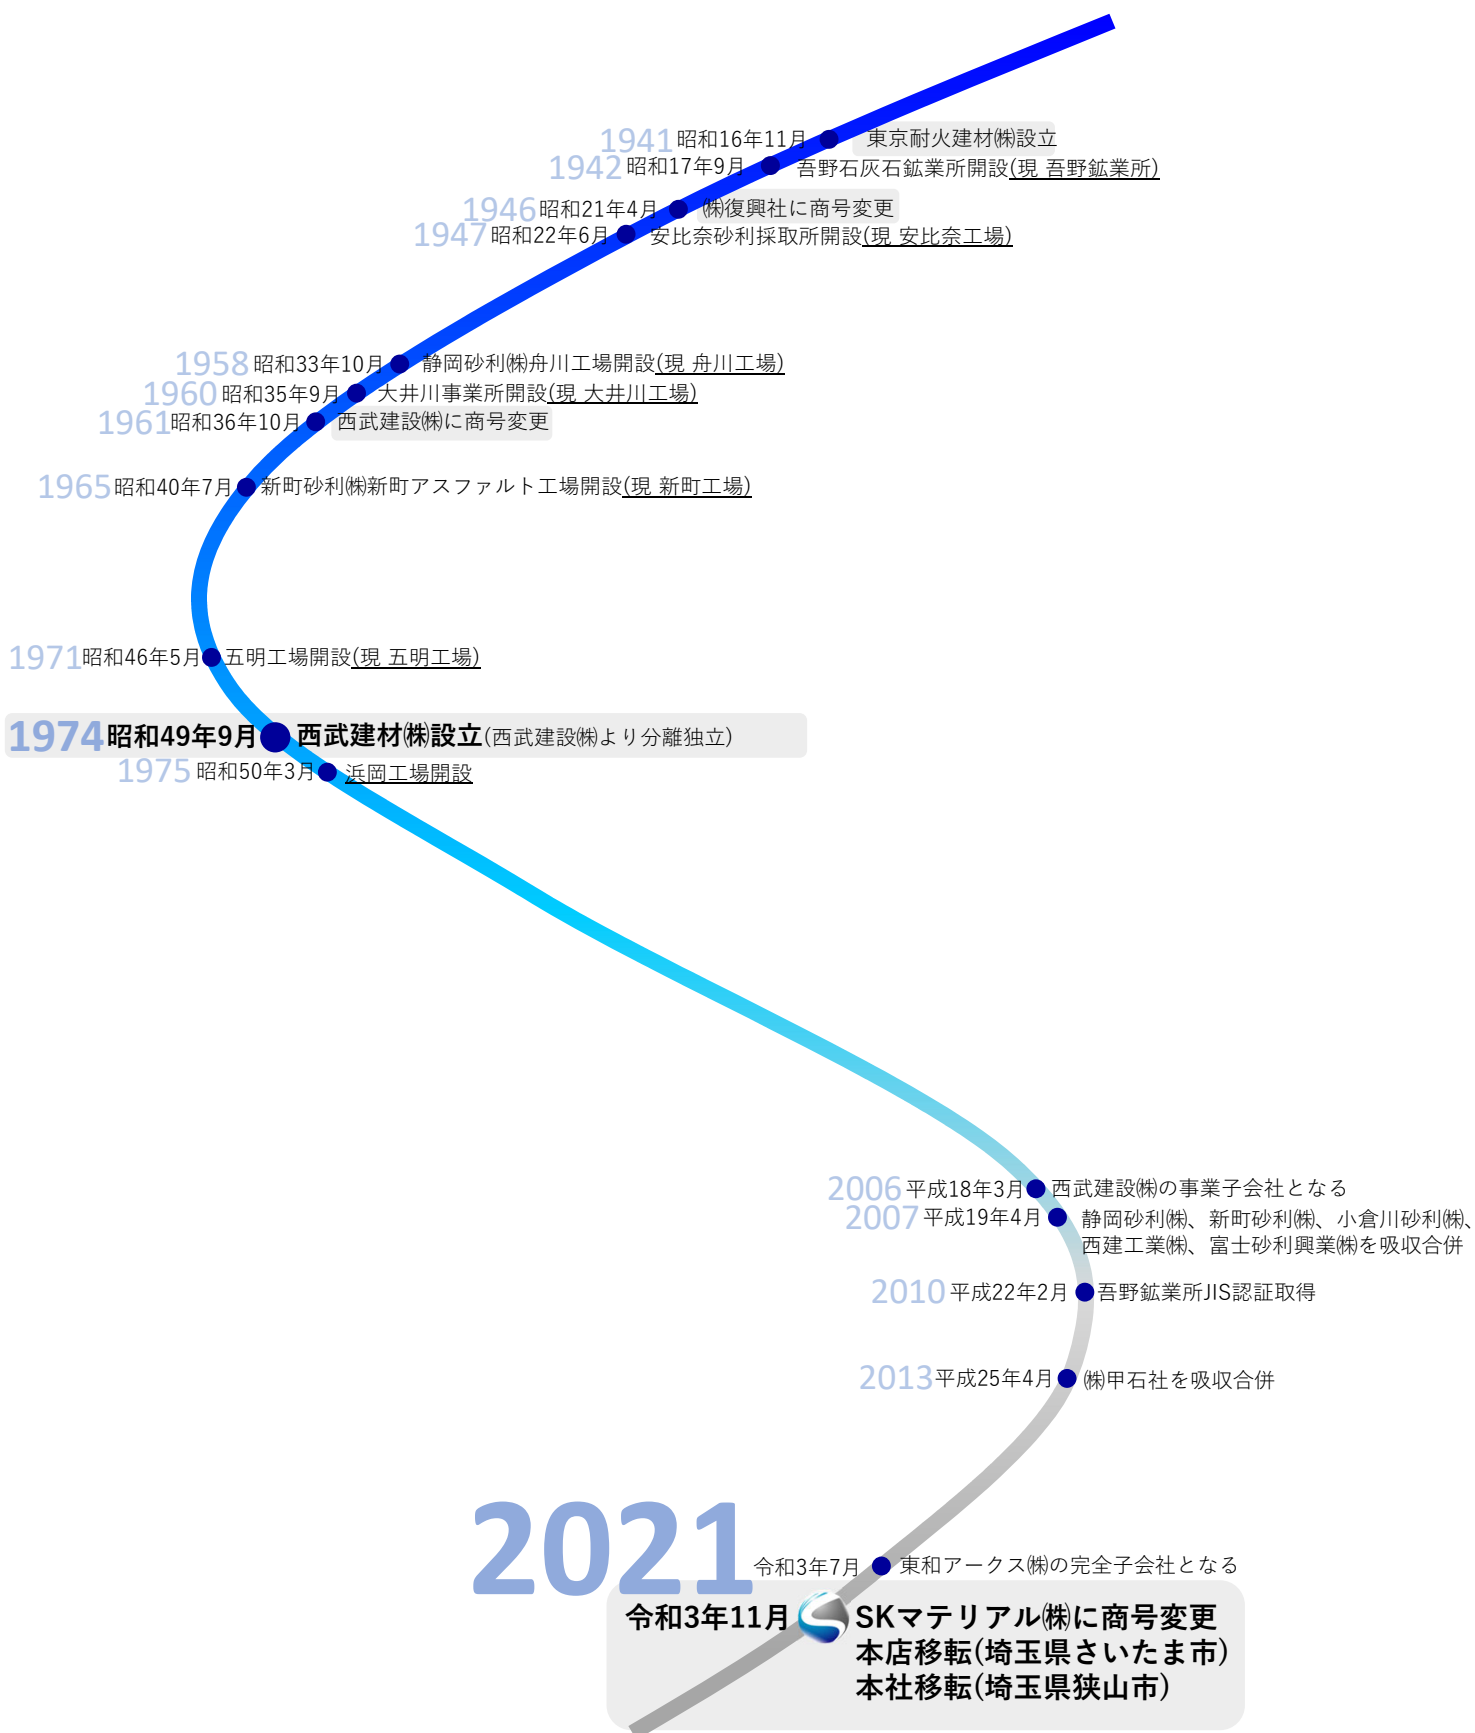 1941 昭和16年11月 東京耐火建材㈱設立
1942 昭和17年9月 吾野石灰石鉱業所開設(現 吾野鉱業所)
1946 昭和21年4月 ㈱復興社に商号変更
1947 昭和22年6月 安比奈砂利採取所開設(現 安比奈工場)
1958 昭和33年10月 静岡砂利㈱舟川工場開設(現 舟川工場)
1960 昭和35年9月 大井川事業所開設(現 大井川工場)
1961 昭和36年10月 西武建設㈱に商号変更
1965 昭和40年7月 新町砂利㈱新町アスファルト工場開設(現 新町工場)
1971 昭和46年5月 五明工場開設(現 五明工場)
1974 昭和49年9月 西武建材㈱設立(西武建設㈱より分離独立)
1975 昭和50年3月 浜岡工場開設
2006 平成18年3月 西武建設㈱の事業子会社となる
2007 平成19年4月 静岡砂利㈱、新町砂利㈱、小倉川砂利㈱、
西建工業㈱、富士砂利興業㈱を吸収合併
2010 平成22年2月 吾野鉱業所JIS認証取得
2013 平成25年4月 ㈱甲石社を吸収合併
2021 令和3年7月 東和アークス㈱の完全子会社となる
令和3年11月 SKマテリアル㈱に商号変更
本店移転(埼玉県さいたま市)
本社移転(埼玉県狭山市)